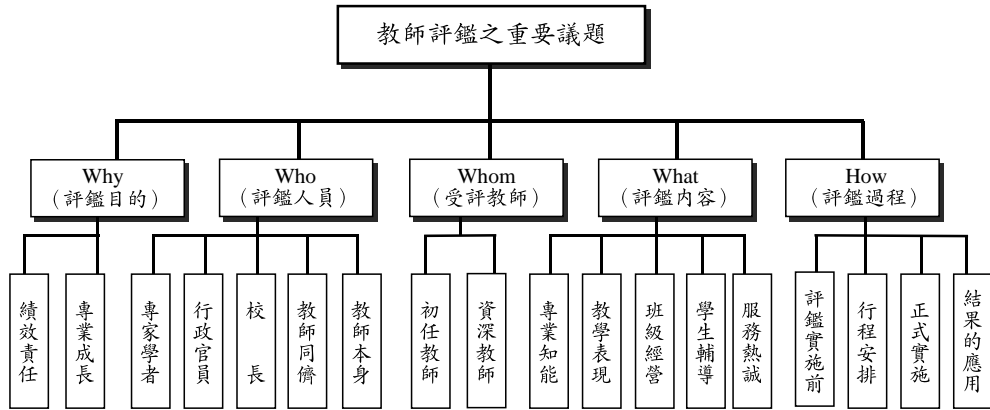 教師評鑑之重要議題
Why
（評鑑目的）
Who
（評鑑人員）
Whom
（受評教師）
What
（評鑑內容）
How
（評鑑過程）
績效責任
專業成長
專家學者
行政官員
校長
教師同儕
教師本身
初任教師
資深教師
專業知能
教學表現
班級經營
學生輔導
服務熱誠
評鑑實施前
行程安排
正式實施
結果的應用